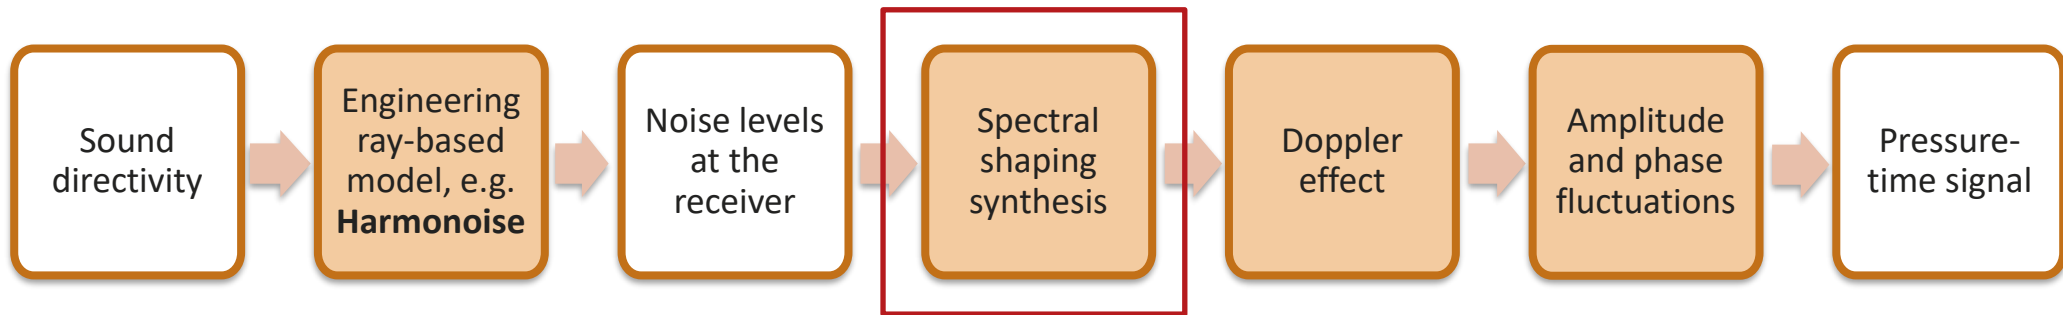 Sound
directivity
Engineering
ray-based
model, e.g.
Harmonoise
Noise levels
at the
receiver
Spectral
shaping
synthesis
Doppler
effect
Amplitude
and phase
fluctuations
Pressure-
time signal